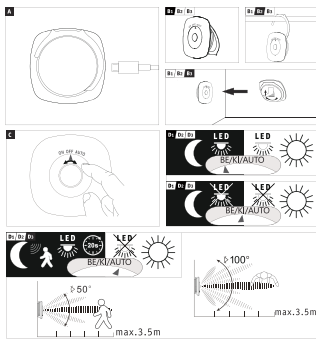 A
B1 B2 B3
B1 B2 B3
B1 B2 B3
C
ON OFF AUTO
D1 D2 D3
LED LED
BE/KI/AUTO
D1 D2 D3
LED LED
BE/KI/AUTO
D1 D2 D3
LED ~20s LED
BE/KI/AUTO
50°
max.3.5m
100°
max.3.5m